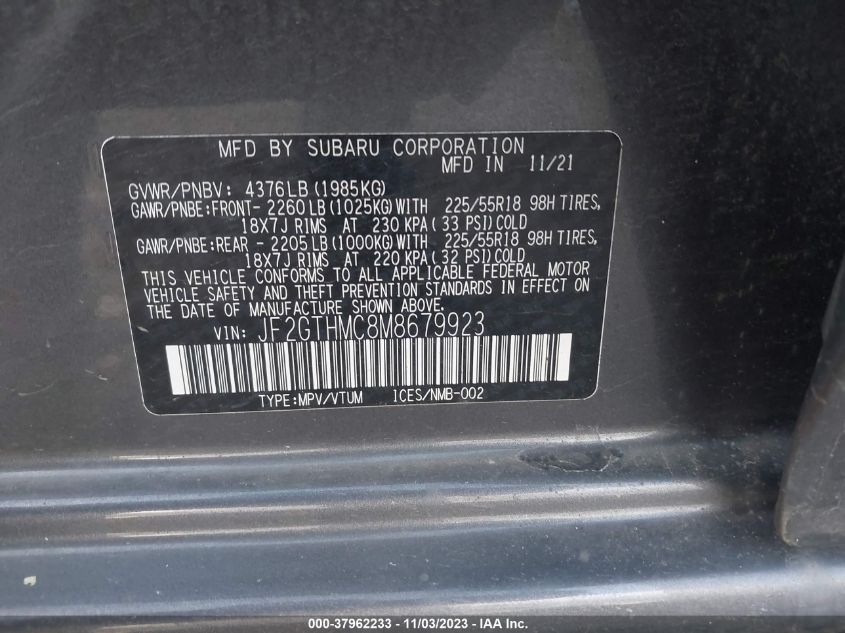 MFD BY SUBARU CORPORATION
MFD IN 11/21
GVWR/PNBV: 4376LB(1985KG)
GAWR/PNBE:FRONT-2260LB(1025KG)WITH 225/55R18 98H TIRES,
18X7J RIMS AT 230 KPA(33 PSI)COLD
GAWR/PNBE:REAR -2205LB(1000KG)WITH 225/55R18 98H TIRES,
18X7J RIMS AT 220 KPA(32 PSI)COLD
THIS VEHICLE CONFORMS TO ALL APPLICABLE FEDERAL MOTOR
VEHICLE SAFETY AND THEFT PREVENTION STANDARDS IN EFFECT ON
THE DATE OF MANUFACTURE SHOWN ABOVE.
VIN: JF2GTHMC8M8679923
TYPE:MPV/VTUM ICES/NMB-002
000-37962233 - 11/03/2023 - IAA Inc.